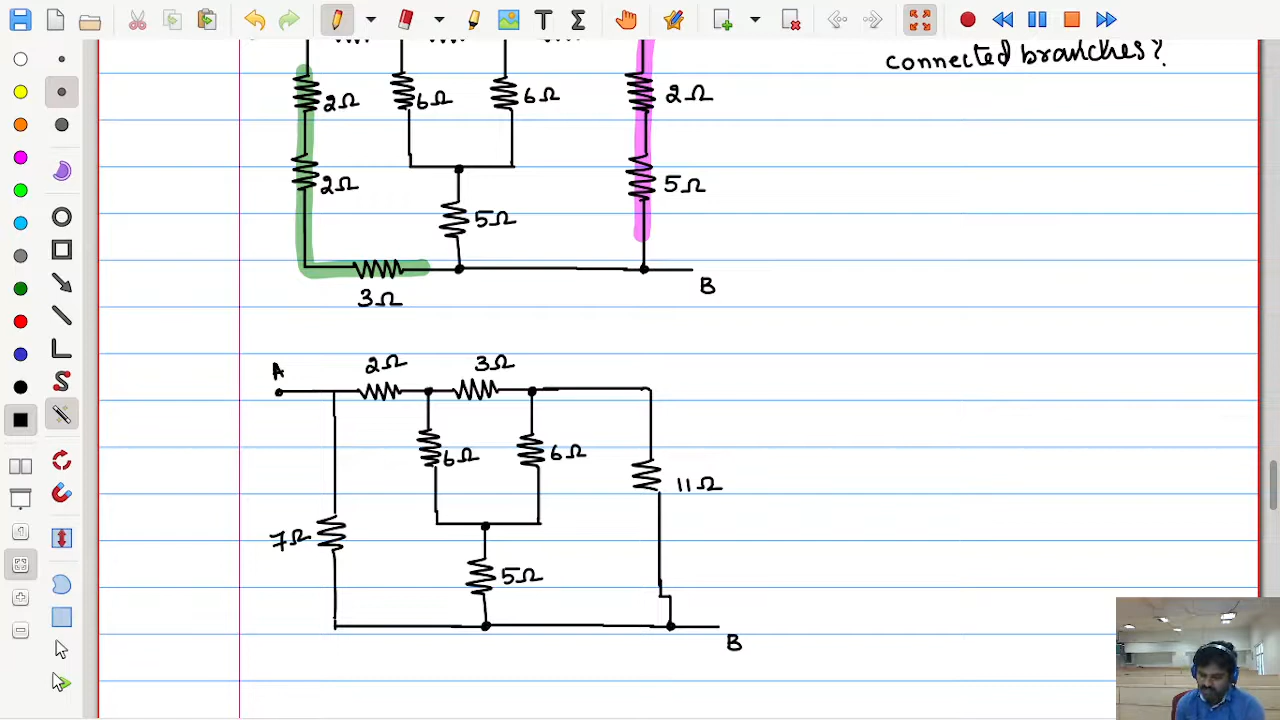 connected branches?
2Ω 6Ω 6Ω 2Ω
2Ω 5Ω
5Ω
3Ω B
A 2Ω 3Ω
6Ω 6Ω 11Ω
7Ω 5Ω
B